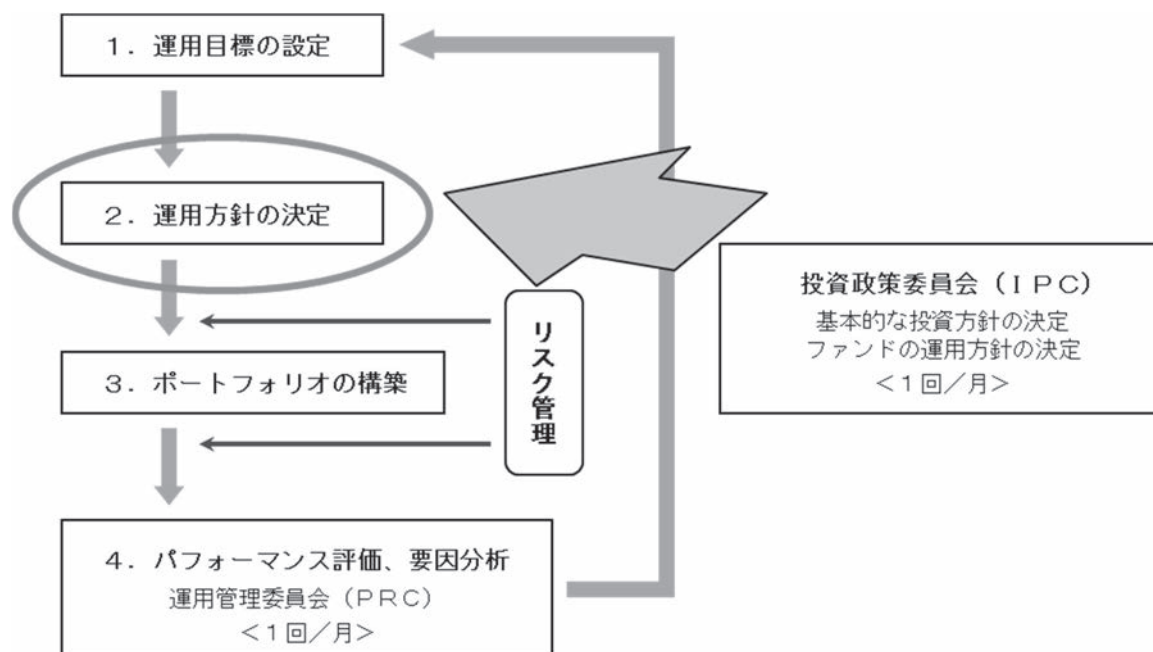 1．運用目標の設定
2．運用方針の決定
投資政策委員会（ＩＰＣ）
基本的な投資方針の決定
ファンドの運用方針の決定
＜１回／月＞
リスク管理
3．ポートフォリオの構築
4．パフォーマンス評価、要因分析
運用管理委員会（ＰＲＣ）
＜１回／月＞